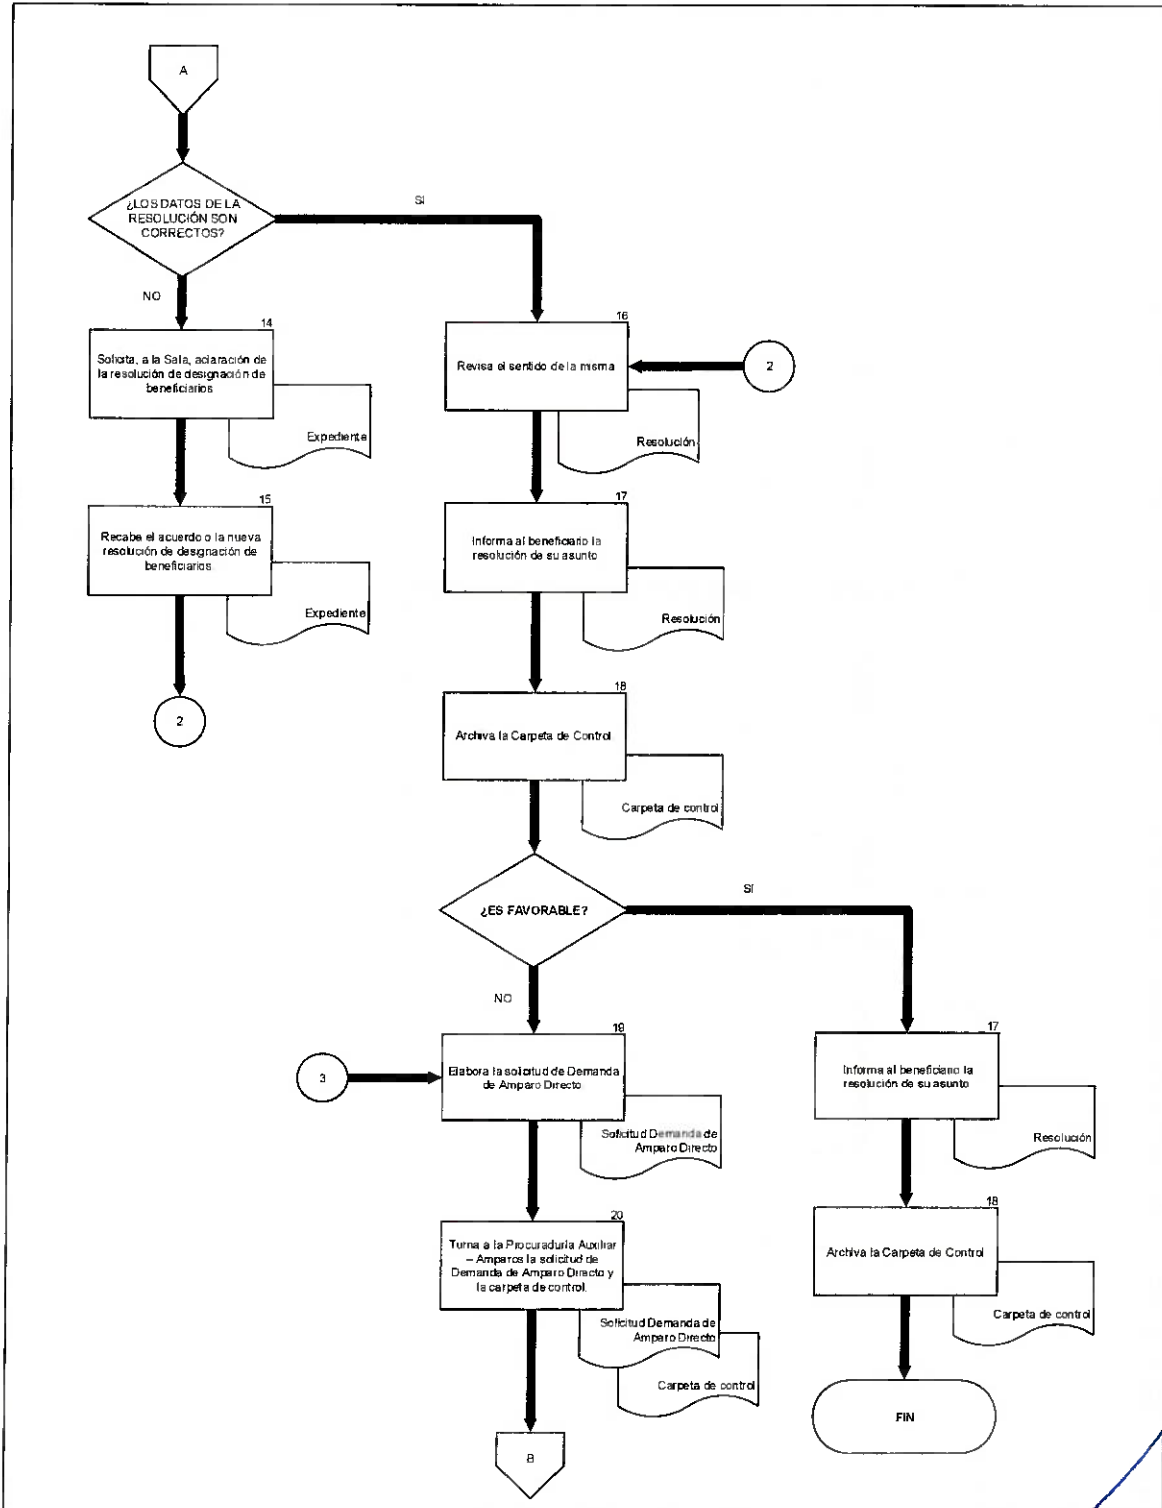 A
¿LOS DATOS DE LA
RESOLUCIÓN SON
CORRECTOS?
SI
NO
14
Solicita, a la Sala, aclaración de
la resolución de designación de
beneficiarios
Expediente
15
Recaba el acuerdo o la nueva
resolución de designación de
beneficiarios
Expediente
2
16
Revisa el sentido de la misma
2
Resolución
17
Informa al beneficiario la
resolución de su asunto
Resolución
18
Archiva la Carpeta de Control
Carpeta de control
¿ES FAVORABLE?
SÍ
NO
19
3
Elabora la solicitud de Demanda
de Amparo Directo
Solicitud Demanda de
Amparo Directo
20
Turna a la Procuraduría Auxiliar
– Amparos la solicitud de
Demanda de Amparo Directo y
la carpeta de control.
Solicitud Demanda de
Amparo Directo
Carpeta de control
B
17
Informa al beneficiario la
resolución de su asunto
Resolución
18
Archiva la Carpeta de Control
Carpeta de control
FIN